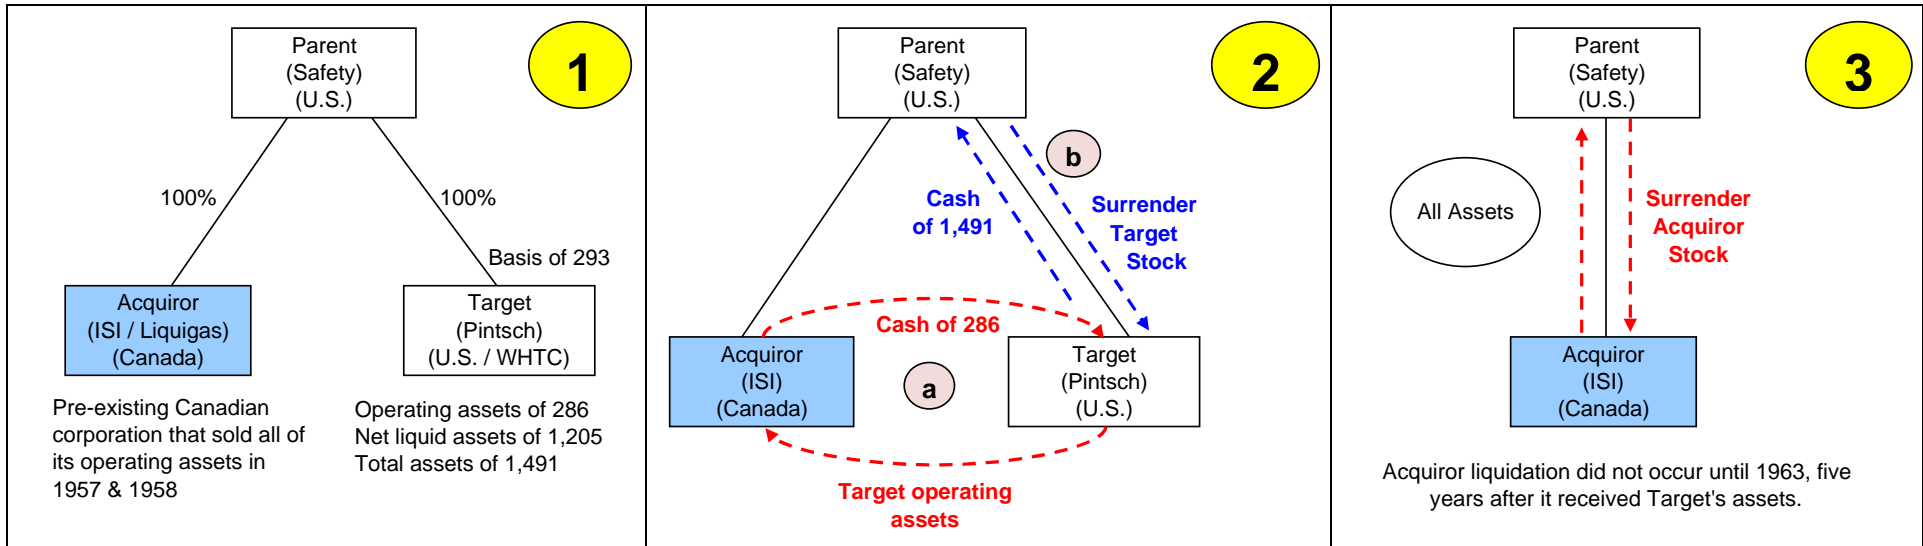 Parent
(Safety)
(U.S.)
1
100%
100%
Basis of 293
Acquiror
(ISI / Liquigas)
(Canada)
Target
(Pintsch)
(U.S. / WHTC)
Pre-existing Canadian
corporation that sold all of
its operating assets in
1957 & 1958
Operating assets of 286
Net liquid assets of 1,205
Total assets of 1,491
Parent
(Safety)
(U.S.)
2
b
Cash
of 1,491
Surrender
Target
Stock
Cash of 286
Acquiror
(ISI)
(Canada)
a
Target
(Pintsch)
(U.S.)
Target operating
assets
Parent
(Safety)
(U.S.)
3
All Assets
Surrender
Acquiror
Stock
Acquiror
(ISI)
(Canada)
Acquiror liquidation did not occur until 1963, five
years after it received Target's assets.